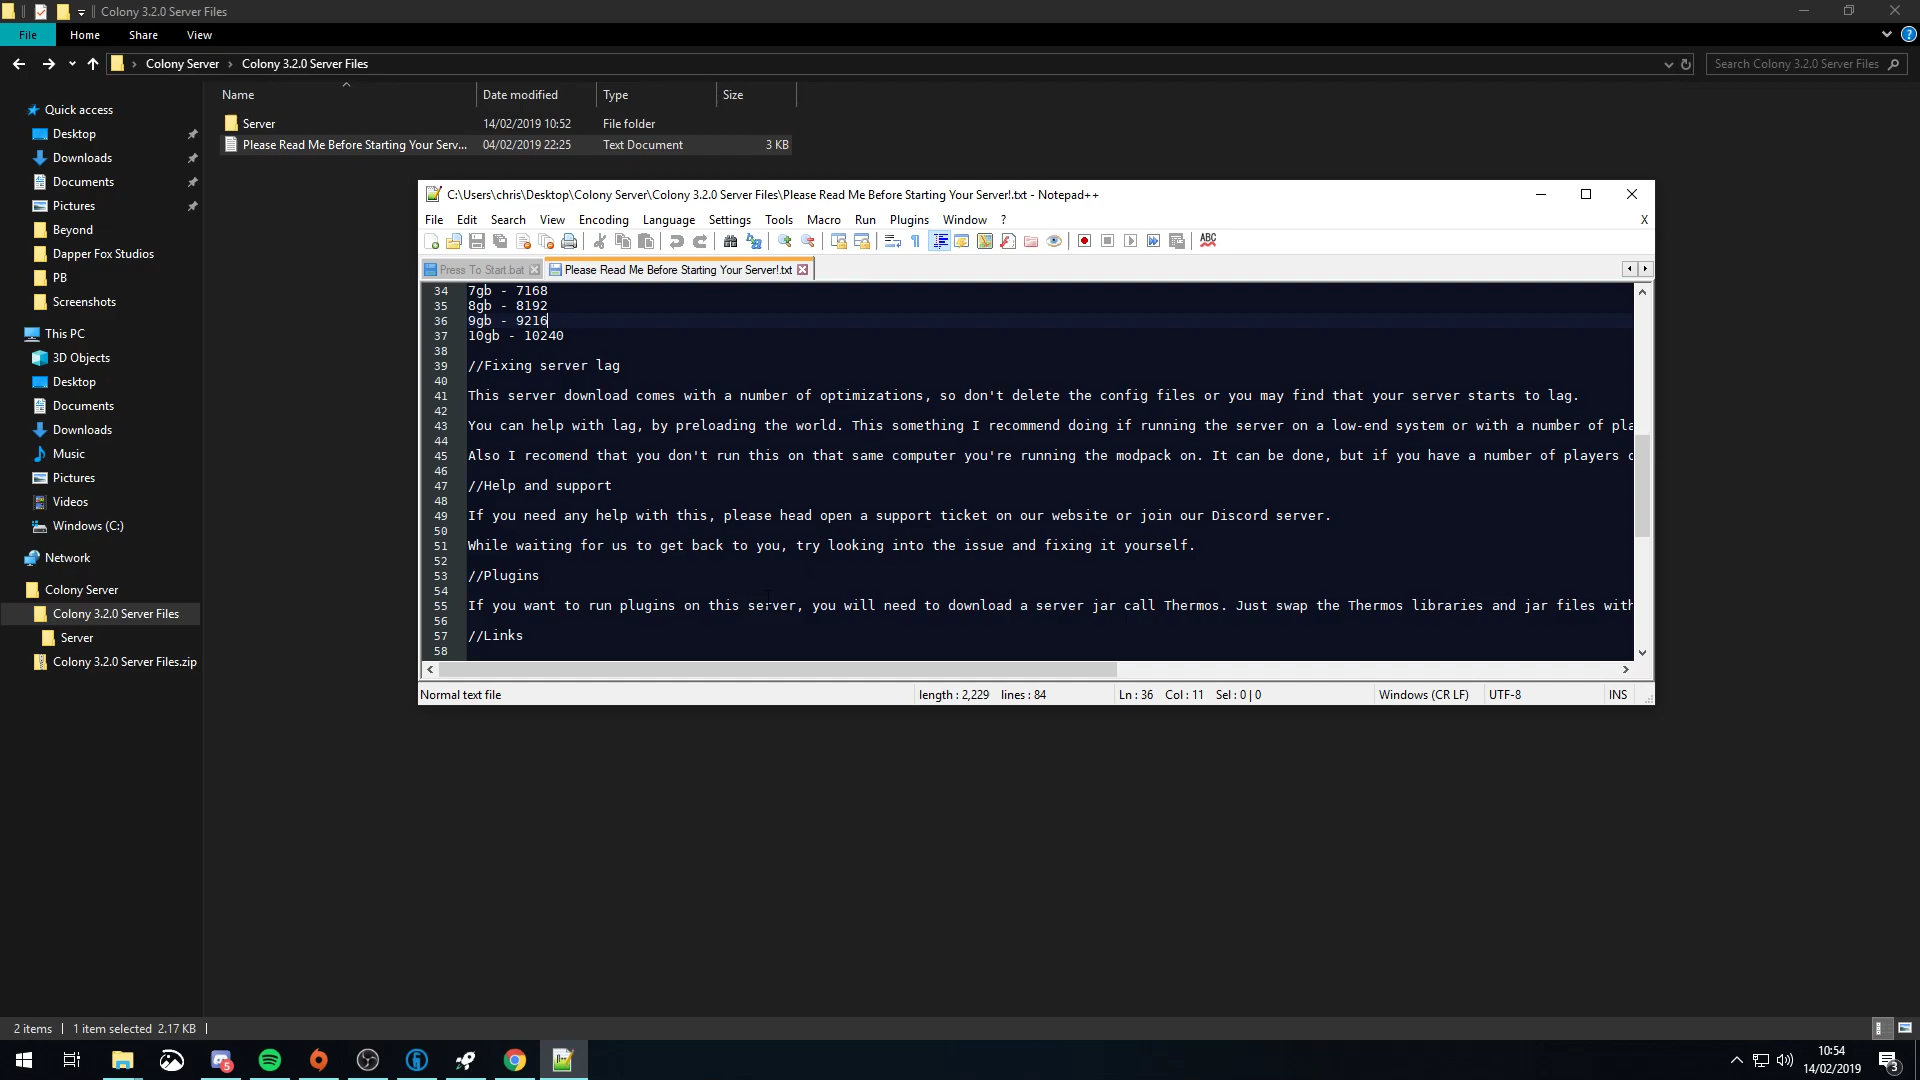 Colony 3.2.0 Server Files
File
Home
Share
View
Colony Server
Colony 3.2.0 Server Files
Search Colony 3.2.0 Server Files
Quick access
Desktop
Downloads
Documents
Pictures
Beyond
Dapper Fox Studios
PB
Screenshots
This PC
3D Objects
Desktop
Documents
Downloads
Music
Pictures
Videos
Windows (C:)
Network
Colony Server
Colony 3.2.0 Server Files
Server
Colony 3.2.0 Server Files.zip
Name Date modified Type Size
Server 14/02/2019 10:52 File folder
Please Read Me Before Starting Your Serv... 04/02/2019 22:25 Text Document 3 KB
C:\Users\chris\Desktop\Colony Server\Colony 3.2.0 Server Files\Please Read Me Before Starting Your Server!.txt - Notepad++
File Edit Search View Encoding Language Settings Tools Macro Run Plugins Window ? X
ABC
Press To Start.bat Please Read Me Before Starting Your Server!.txt
34 7gb - 7168
35 8gb - 8192
36 9gb - 9216
37 10gb - 10240
38
39 //Fixing server lag
40
41 This server download comes with a number of optimizations, so don't delete the config files or you may find that your server starts to lag.
42
43 You can help with lag, by preloading the world. This something I recommend doing if running the server on a low-end system or with a number of pla
44
45 Also I recomend that you don't run this on that same computer you're running the modpack on. It can be done, but if you have a number of players
46
47 //Help and support
48
49 If you need any help with this, please head open a support ticket on our website or join our Discord server.
50
51 While waiting for us to get back to you, try looking into the issue and fixing it yourself.
52
53 //Plugins
54
55 If you want to run plugins on this server, you will need to download a server jar call Thermos. Just swap the Thermos libraries and jar files with
56
57 //Links
58
Normal text file length : 2,229 lines : 84 Ln : 36 Col : 11 Sel : 0 | 0 Windows (CR LF) UTF-8 INS
2 items 1 item selected 2.17 KB
5
10:54
14/02/2019
3